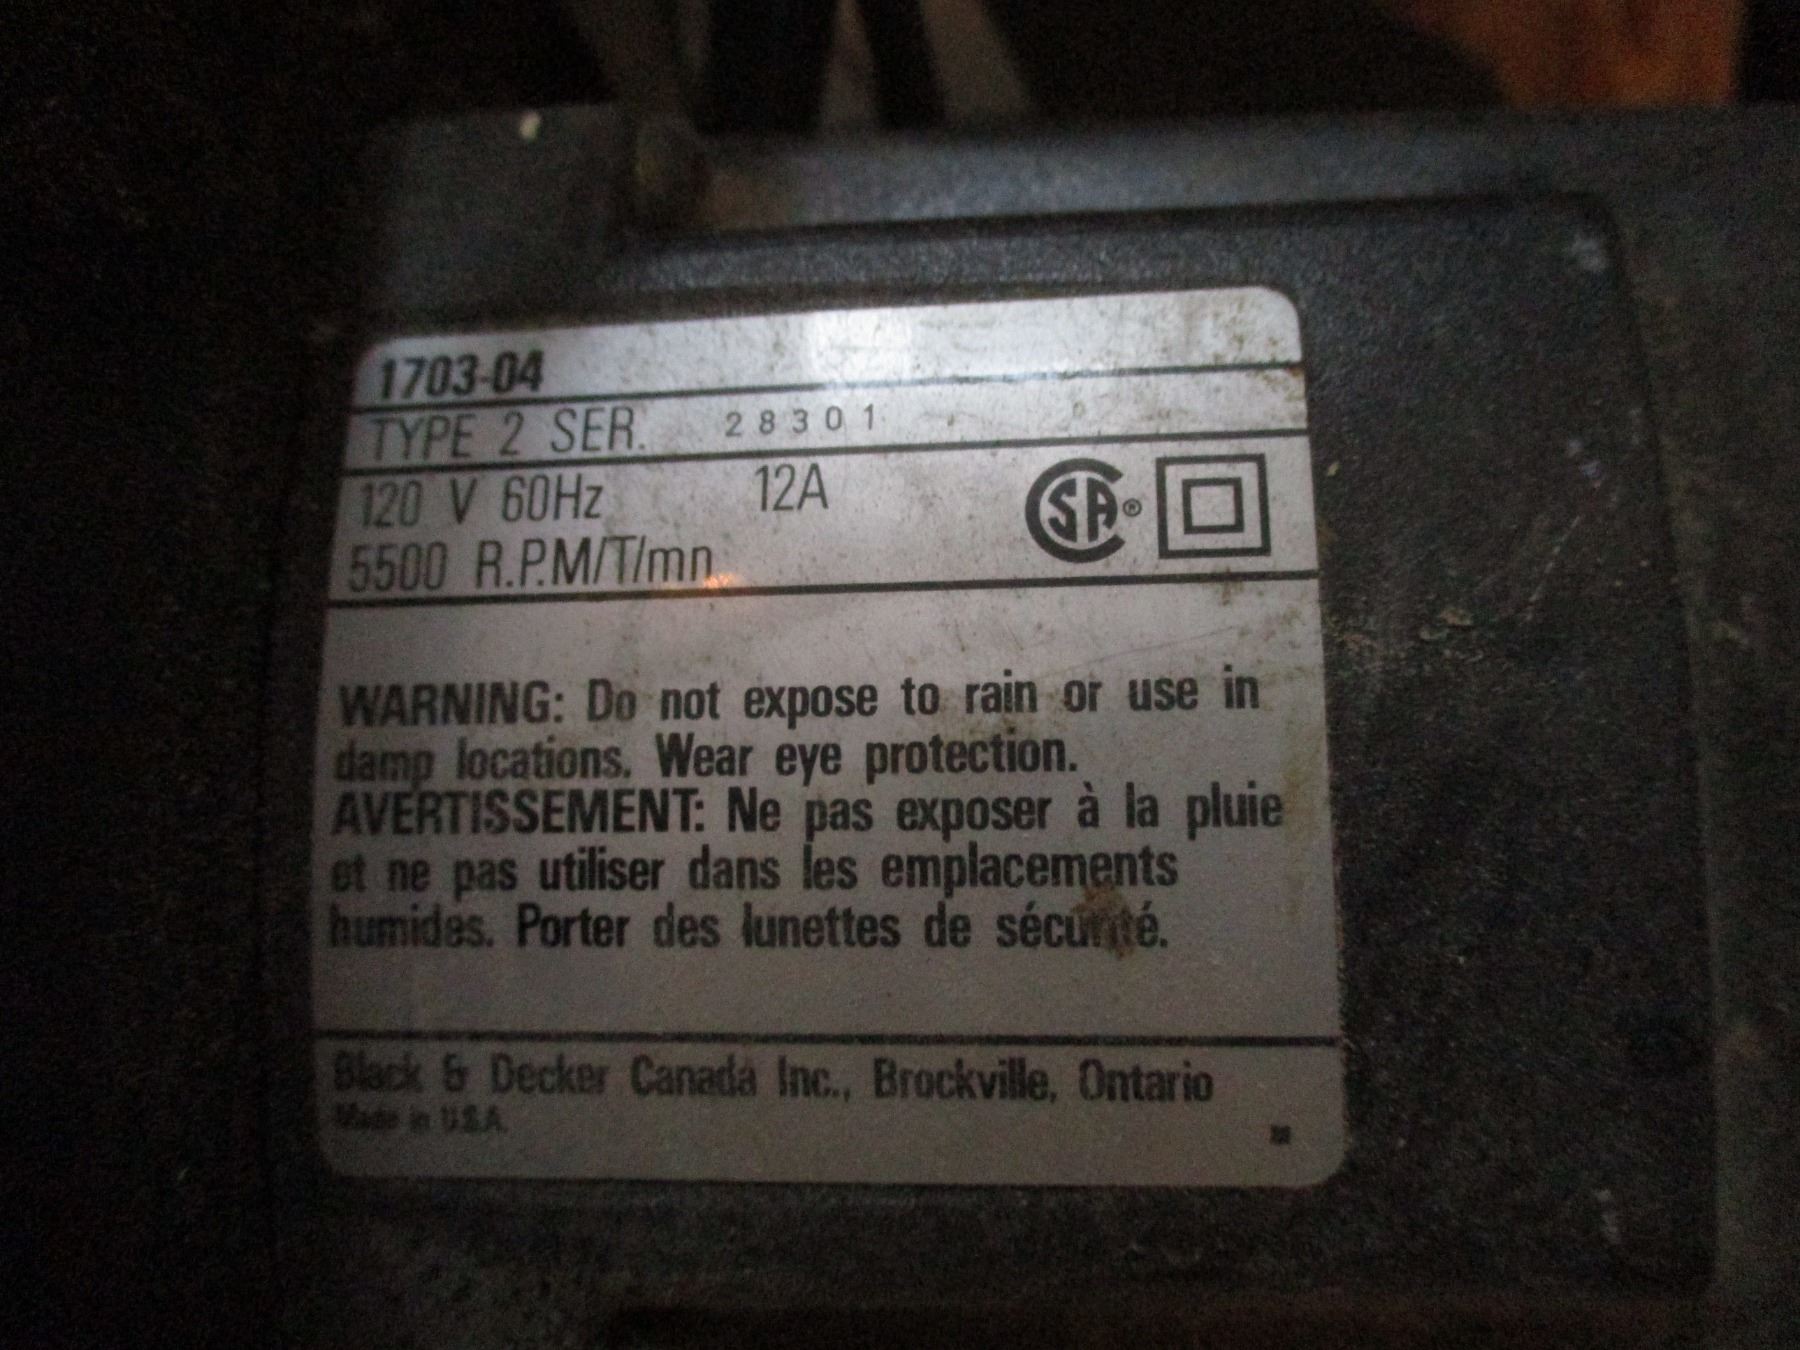 1703-04
TYPE 2 SER. 28301
120 V 60Hz 12A
5500 R.P.M/T/mn
SA®
WARNING: Do not expose to rain or use in
damp locations. Wear eye protection.
AVERTISSEMENT: Ne pas exposer à la pluie
et ne pas utiliser dans les emplacements
humides. Porter des lunettes de sécurité.
Black & Decker Canada Inc., Brockville, Ontario
Made in U.S.A.